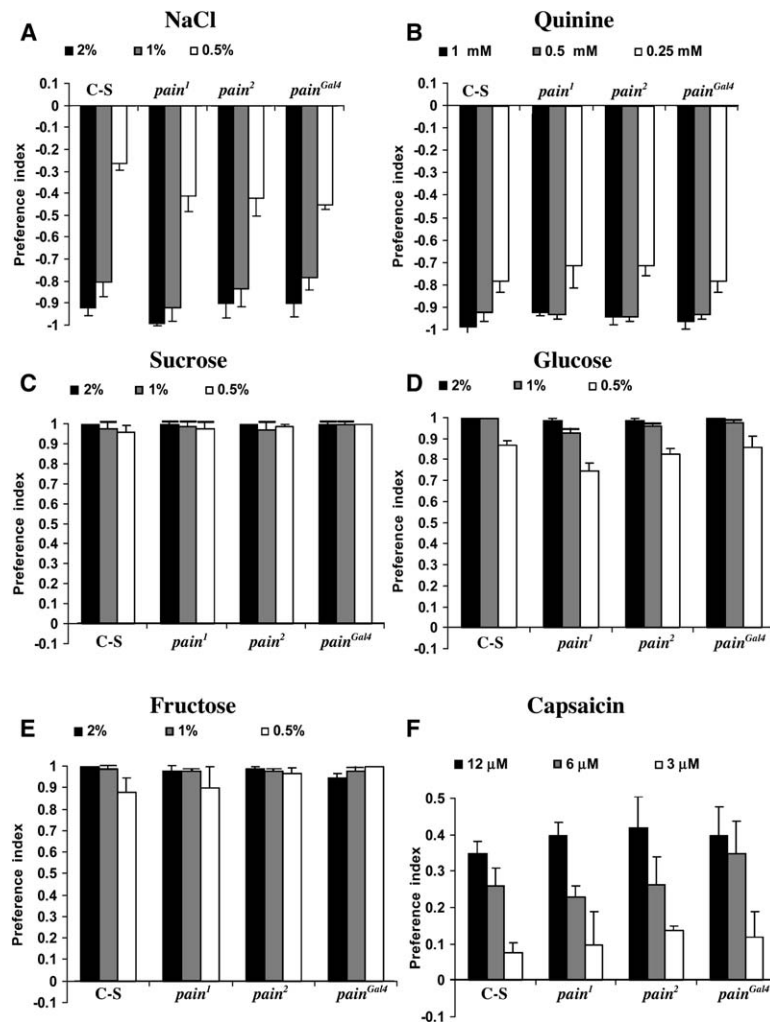 A
NaCl
2% 1% 0.5%
C-S pain¹ pain² painᴳᵃˡ⁴
Preference index
0.1
0
-0.1
-0.2
-0.3
-0.4
-0.5
-0.6
-0.7
-0.8
-0.9
-1
B
Quinine
1 mM 0.5 mM 0.25 mM
C-S pain¹ pain² painᴳᵃˡ⁴
Preference index
0.1
0
-0.1
-0.2
-0.3
-0.4
-0.5
-0.6
-0.7
-0.8
-0.9
-1
C
Sucrose
2% 1% 0.5%
Preference index
1
0.9
0.8
0.7
0.6
0.5
0.4
0.3
0.2
0.1
0
-0.1
C-S pain¹ pain² painᴳᵃˡ⁴
D
Glucose
2% 1% 0.5%
Preference index
1
0.9
0.8
0.7
0.6
0.5
0.4
0.3
0.2
0.1
0
-0.1
C-S pain¹ pain² painᴳᵃˡ⁴
E
Fructose
2% 1% 0.5%
Preference index
1
0.9
0.8
0.7
0.6
0.5
0.4
0.3
0.2
0.1
0
-0.1
C-S pain¹ pain² painᴳᵃˡ⁴
F
Capsaicin
12 µM 6 µM 3 µM
Preference index
0.5
0.4
0.3
0.2
0.1
0
-0.1
C-S pain¹ pain² painᴳᵃˡ⁴